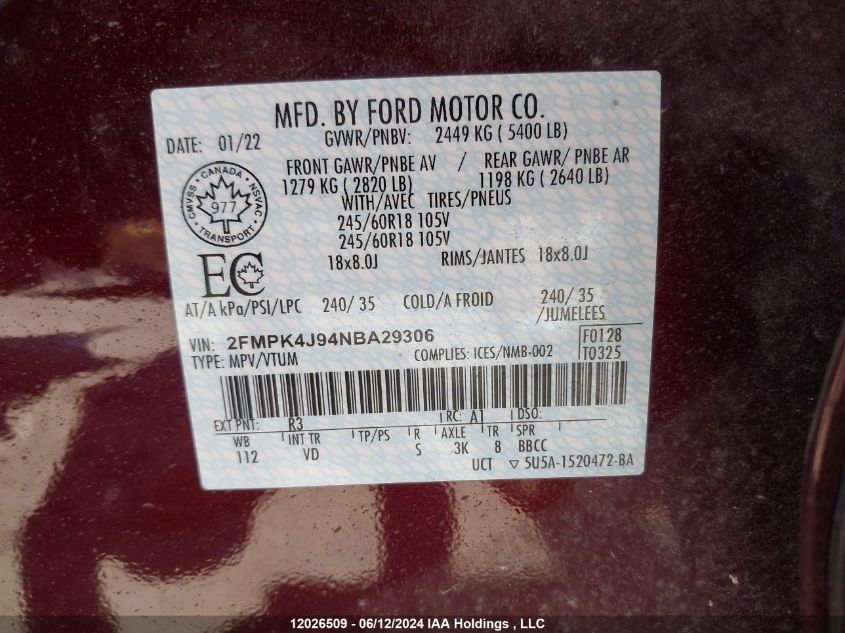 MFD. BY FORD MOTOR CO.
DATE: 01/22 GVWR/PNBV: 2449 KG ( 5400 LB)
FRONT GAWR/PNBE AV / REAR GAWR/ PNBE AR
1279 KG ( 2820 LB) 1198 KG ( 2640 LB)
WITH/AVEC TIRES/PNEUS
CANADA
CMVSS NSVAC
977
TRANSPORT
245/60R18 105V
245/60R18 105V
18x8.0J RIMS/JANTES 18x8.0J
EC
AT/A kPa/PSI/LPC 240/ 35 COLD/A FROID 240/ 35
/JUMELEES
VIN: 2FMPK4J94NBA29306 F0128
TYPE: MPV/VTUM COMPLIES: ICES/NMB-002 T0325
EXT PNT: R3 RC: A1 DSO:
WB INT TR TP/PS R AXLE TR SPR
112 VD S 3K 8 BBCC
UCT ▽ 5U5A-1520472-BA
12026509 - 06/12/2024 IAA Holdings , LLC